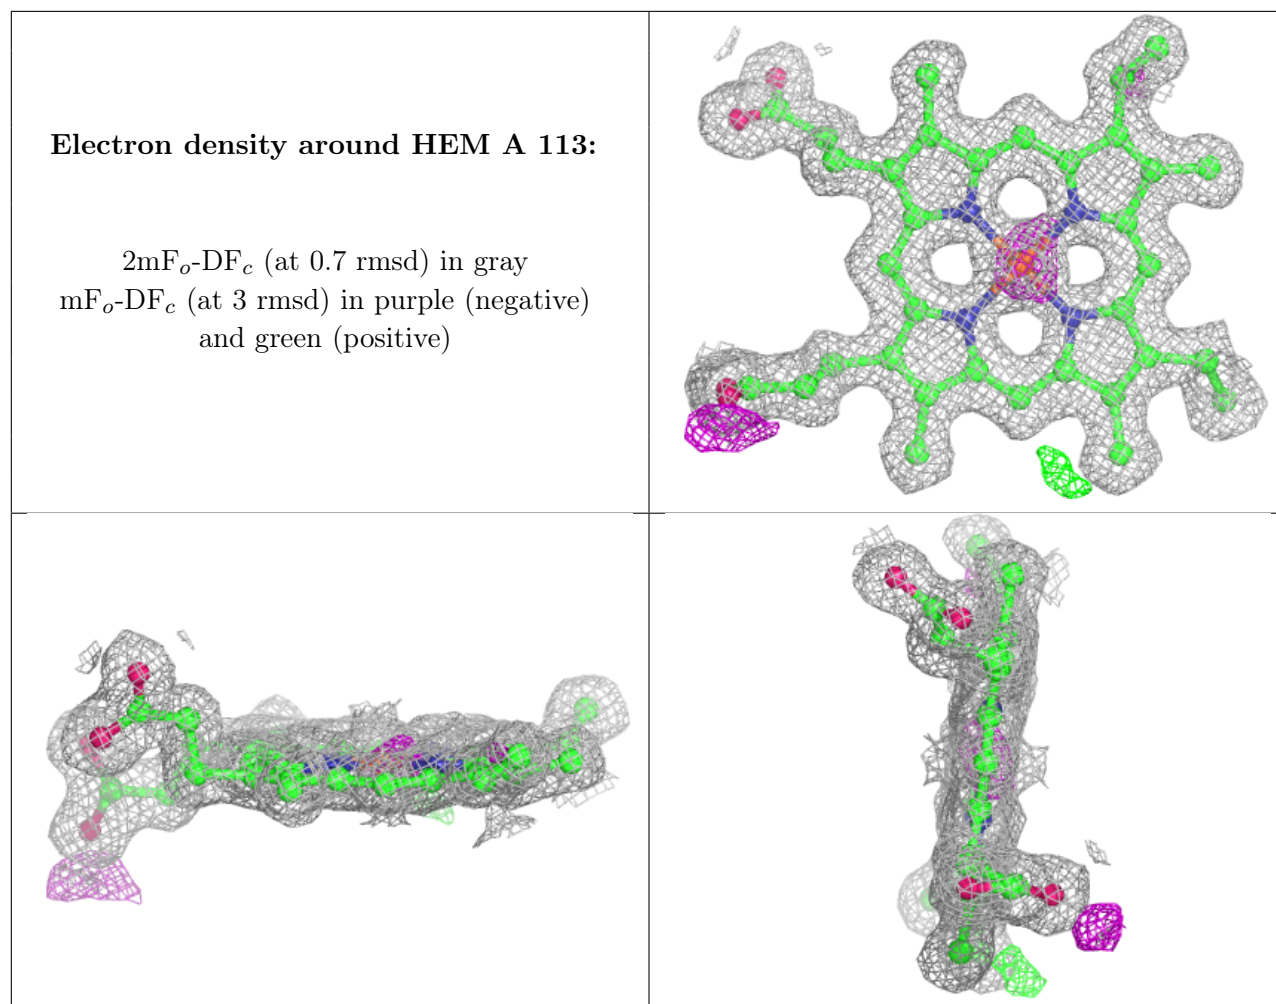 Electron density around HEM A 113:
2mFₒ-DF𝒸 (at 0.7 rmsd) in gray
mFₒ-DF𝒸 (at 3 rmsd) in purple (negative)
and green (positive)